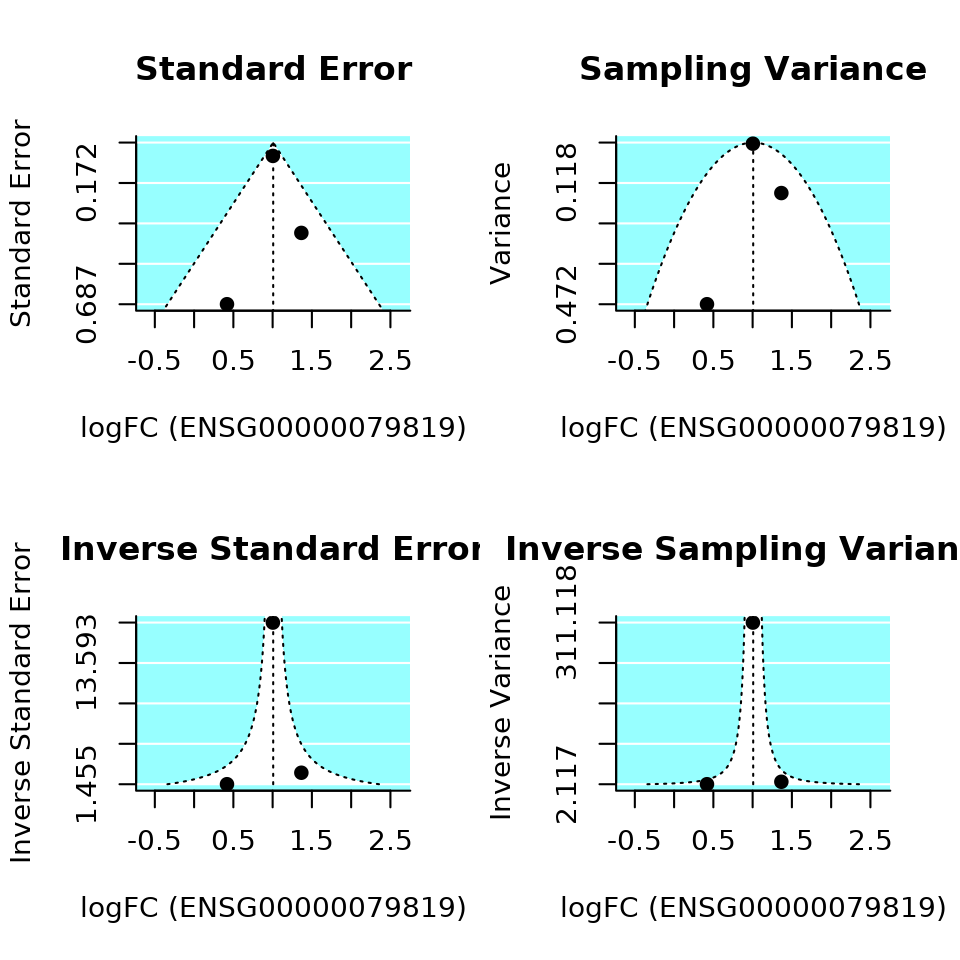 Standard Error
Standard Error
0.172
0.687
-0.5 0.5 1.5 2.5
logFC (ENSG00000079819)
Sampling Variance
Variance
0.118
0.472
-0.5 0.5 1.5 2.5
logFC (ENSG00000079819)
Inverse Standard Error
Inverse Standard Error
13.593
1.455
-0.5 0.5 1.5 2.5
logFC (ENSG00000079819)
Inverse Sampling Varian
Inverse Variance
311.118
2.117
-0.5 0.5 1.5 2.5
logFC (ENSG00000079819)